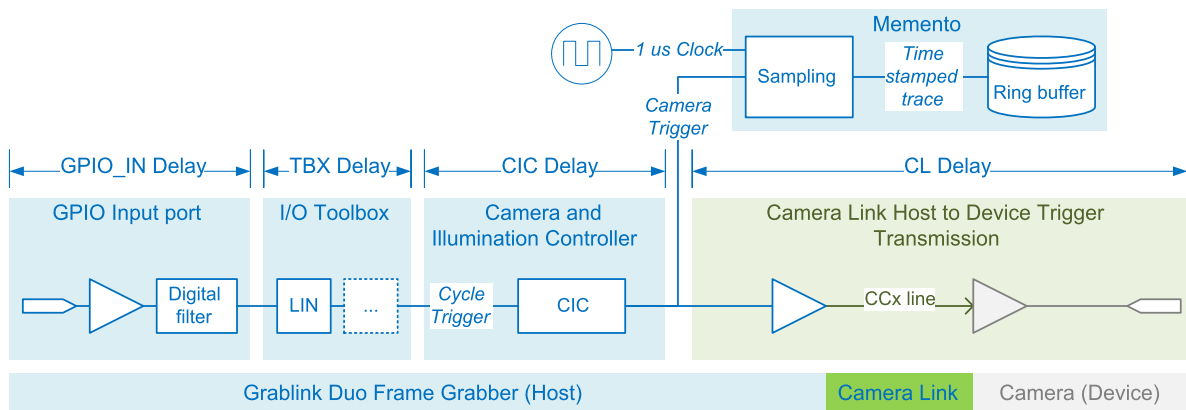 Memento
1 us Clock
Sampling
Time
stamped
trace
Ring buffer
Camera
Trigger
GPIO_IN Delay
TBX Delay
CIC Delay
CL Delay
GPIO Input port
I/O Toolbox
Camera and
Illumination Controller
Camera Link Host to Device Trigger
Transmission
Digital
filter
LIN
...
Cycle
Trigger
CIC
CCx line
Grablink Duo Frame Grabber (Host)
Camera Link
Camera (Device)